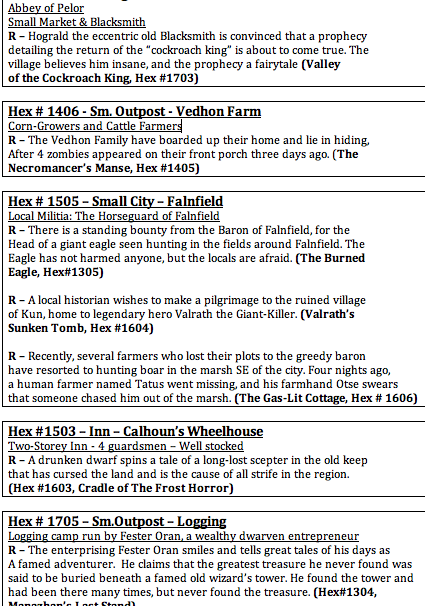 Abbey of Pelor
Small Market & Blacksmith
R – Hograld the eccentric old Blacksmith is convinced that a prophecy
detailing the return of the “cockroach king” is about to come true. The
village believes him insane, and the prophecy a fairytale (Valley
of the Cockroach King, Hex #1703)
Hex # 1406 - Sm. Outpost - Vedhon Farm
Corn-Growers and Cattle Farmers
R – The Vedhon Family have boarded up their home and lie in hiding,
After 4 zombies appeared on their front porch three days ago. (The
Necromancer’s Manse, Hex #1405)
Hex # 1505 – Small City – Falnfield
Local Militia: The Horseguard of Falnfield
R – There is a standing bounty from the Baron of Falnfield, for the
Head of a giant eagle seen hunting in the fields around Falnfield. The
Eagle has not harmed anyone, but the locals are afraid. (The Burned
Eagle, Hex#1305)
R – A local historian wishes to make a pilgrimage to the ruined village
of Kun, home to legendary hero Valrath the Giant-Killer. (Valrath’s
Sunken Tomb, Hex #1604)
R – Recently, several farmers who lost their plots to the greedy baron
have resorted to hunting boar in the marsh SE of the city. Four nights ago,
a human farmer named Tatus went missing, and his farmhand Otse swears
that someone chased him out of the marsh. (The Gas-Lit Cottage, Hex # 1606)
Hex #1503 – Inn – Calhoun’s Wheelhouse
Two-Storey Inn - 4 guardsmen – Well stocked
R – A drunken dwarf spins a tale of a long-lost scepter in the old keep
that has cursed the land and is the cause of all strife in the region.
(Hex #1603, Cradle of The Frost Horror)
Hex # 1705 – Sm.Outpost – Logging
Logging camp run by Fester Oran, a wealthy dwarven entrepreneur
R – The enterprising Fester Oran smiles and tells great tales of his days as
A famed adventurer.  He claims that the greatest treasure he never found was
said to be buried beneath a famed old wizard’s tower. He found the tower and
had been there many times, but never found the treasure. (Hex#1304,
Last Stand)